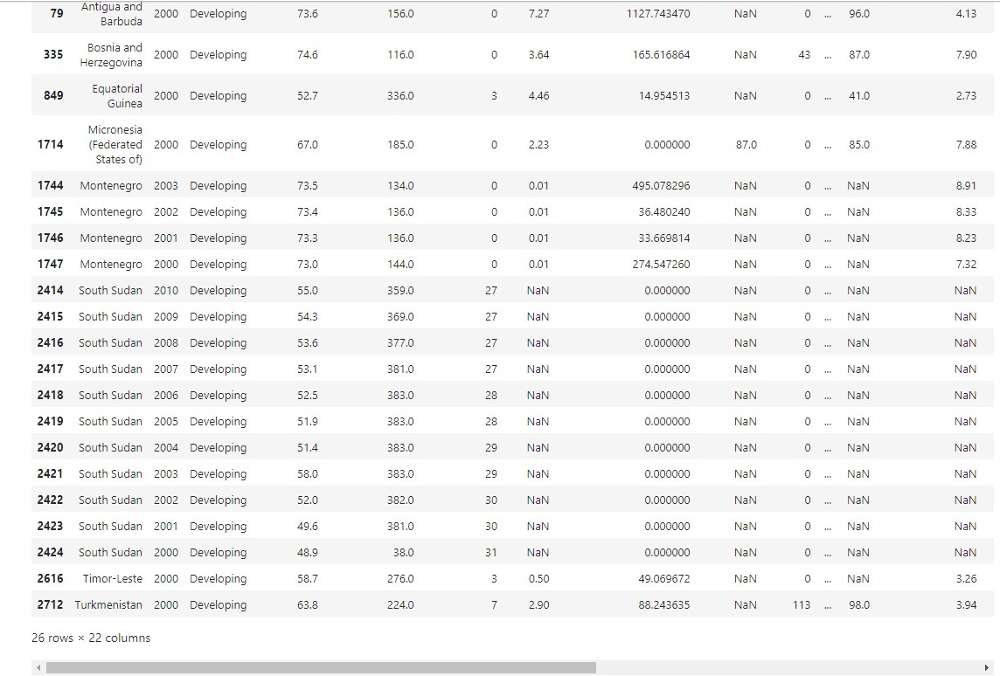 79 Antigua and Barbuda 2000 Developing 73.6 156.0 0 7.27 1127.743470 NaN 0 ... 96.0 4.13
335 Bosnia and Herzegovina 2000 Developing 74.6 116.0 0 3.64 165.616864 NaN 43 ... 87.0 7.90
849 Equatorial Guinea 2000 Developing 52.7 336.0 3 4.46 14.954513 NaN 0 ... 41.0 2.73
1714 Micronesia (Federated States of) 2000 Developing 67.0 185.0 0 2.23 0.000000 87.0 0 ... 85.0 7.88
1744 Montenegro 2003 Developing 73.5 134.0 0 0.01 495.078296 NaN 0 ... NaN 8.91
1745 Montenegro 2002 Developing 73.4 136.0 0 0.01 36.480240 NaN 0 ... NaN 8.33
1746 Montenegro 2001 Developing 73.3 136.0 0 0.01 33.669814 NaN 0 ... NaN 8.23
1747 Montenegro 2000 Developing 73.0 144.0 0 0.01 274.547260 NaN 0 ... NaN 7.32
2414 South Sudan 2010 Developing 55.0 359.0 27 NaN 0.000000 NaN 0 ... NaN NaN
2415 South Sudan 2009 Developing 54.3 369.0 27 NaN 0.000000 NaN 0 ... NaN NaN
2416 South Sudan 2008 Developing 53.6 377.0 27 NaN 0.000000 NaN 0 ... NaN NaN
2417 South Sudan 2007 Developing 53.1 381.0 27 NaN 0.000000 NaN 0 ... NaN NaN
2418 South Sudan 2006 Developing 52.5 383.0 28 NaN 0.000000 NaN 0 ... NaN NaN
2419 South Sudan 2005 Developing 51.9 383.0 28 NaN 0.000000 NaN 0 ... NaN NaN
2420 South Sudan 2004 Developing 51.4 383.0 29 NaN 0.000000 NaN 0 ... NaN NaN
2421 South Sudan 2003 Developing 58.0 383.0 29 NaN 0.000000 NaN 0 ... NaN NaN
2422 South Sudan 2002 Developing 52.0 382.0 30 NaN 0.000000 NaN 0 ... NaN NaN
2423 South Sudan 2001 Developing 49.6 381.0 30 NaN 0.000000 NaN 0 ... NaN NaN
2424 South Sudan 2000 Developing 48.9 38.0 31 NaN 0.000000 NaN 0 ... NaN NaN
2616 Timor-Leste 2000 Developing 58.7 276.0 3 0.50 49.069672 NaN 0 ... NaN 3.26
2712 Turkmenistan 2000 Developing 63.8 224.0 7 2.90 88.243635 NaN 113 ... 98.0 3.94
26 rows × 22 columns